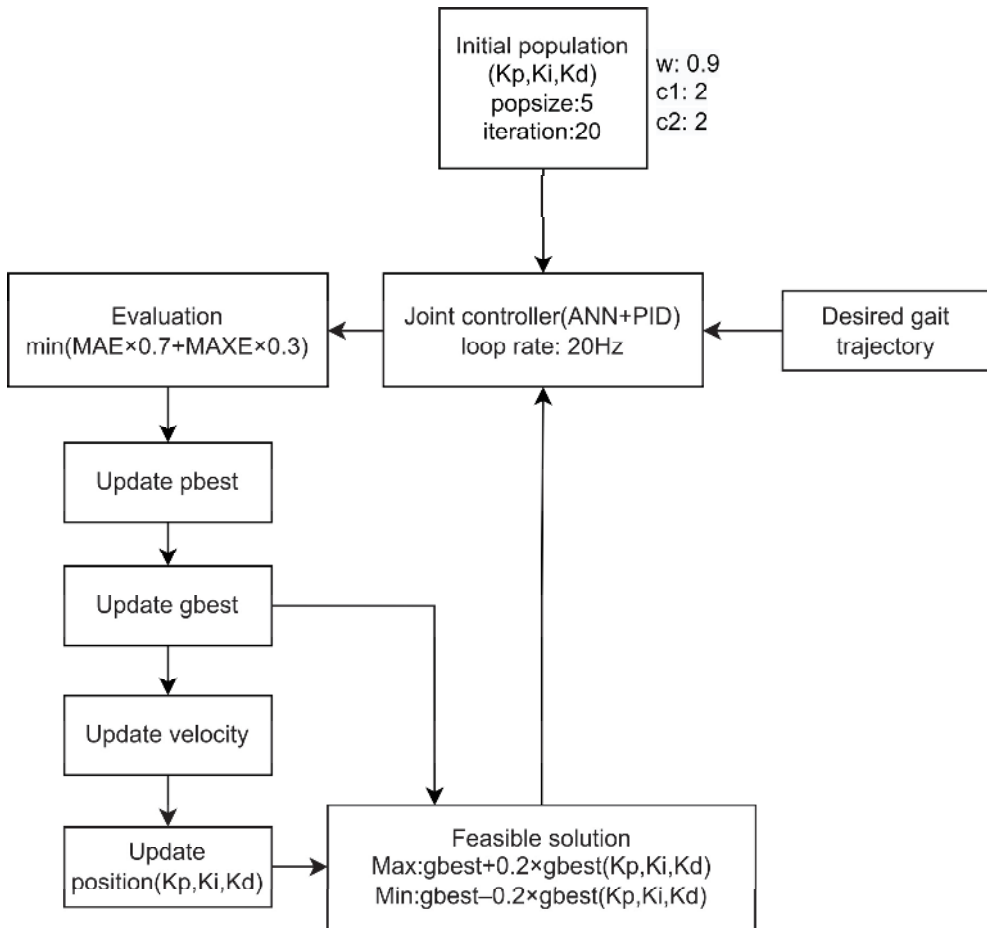 Initial population
(Kp,Ki,Kd)
popsize:5
iteration:20
w: 0.9
c1: 2
c2: 2
Evaluation
min(MAE×0.7+MAXE×0.3)
Joint controller(ANN+PID)
loop rate: 20Hz
Desired gait
trajectory
Update pbest
Update gbest
Update velocity
Update
position(Kp,Ki,Kd)
Feasible solution
Max:gbest+0.2×gbest(Kp,Ki,Kd)
Min:gbest–0.2×gbest(Kp,Ki,Kd)